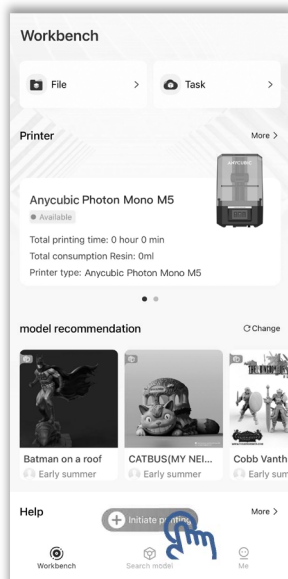 Workbench
File >
Task >
Printer
More >
ANYCUBIC
Anycubic Photon Mono M5
Available
Total printing time: 0 hour 0 min
Total consumption Resin: 0ml
Printer type: Anycubic Photon Mono M5
model recommendation
Change
Batman on a roof
Early summer
CATBUS(MY NEI...
Early summer
Cobb Vanth
Early sum
Help
Initiate printing
More >
Workbench
Search model
Me